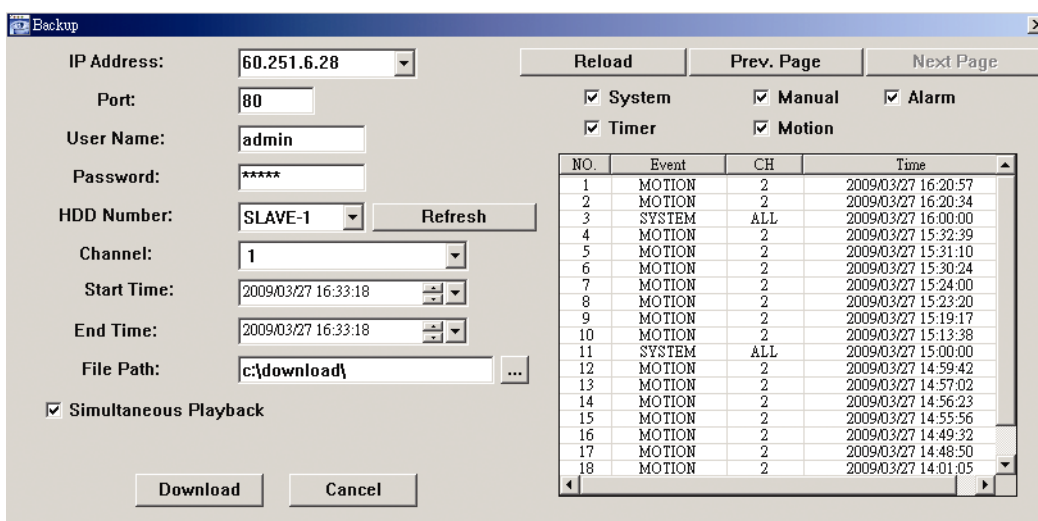 Backup
IP Address: 60.251.6.28
Port: 80
User Name: admin
Password: *****
HDD Number: SLAVE-1 Refresh
Channel: 1
Start Time: 2009/03/27 16:33:18
End Time: 2009/03/27 16:33:18
File Path: c:\download\ ...
Simultaneous Playback
Download Cancel
Reload Prev. Page Next Page
System Manual Alarm
Timer Motion
NO. Event CH Time
1 MOTION 2 2009/03/27 16:20:57
2 MOTION 2 2009/03/27 16:20:34
3 SYSTEM ALL 2009/03/27 16:00:00
4 MOTION 2 2009/03/27 15:32:39
5 MOTION 2 2009/03/27 15:31:10
6 MOTION 2 2009/03/27 15:30:24
7 MOTION 2 2009/03/27 15:24:00
8 MOTION 2 2009/03/27 15:23:20
9 MOTION 2 2009/03/27 15:19:17
10 MOTION 2 2009/03/27 15:13:38
11 SYSTEM ALL 2009/03/27 15:00:00
12 MOTION 2 2009/03/27 14:59:42
13 MOTION 2 2009/03/27 14:57:02
14 MOTION 2 2009/03/27 14:56:23
15 MOTION 2 2009/03/27 14:55:56
16 MOTION 2 2009/03/27 14:49:32
17 MOTION 2 2009/03/27 14:48:50
18 MOTION 2 2009/03/27 14:01:05